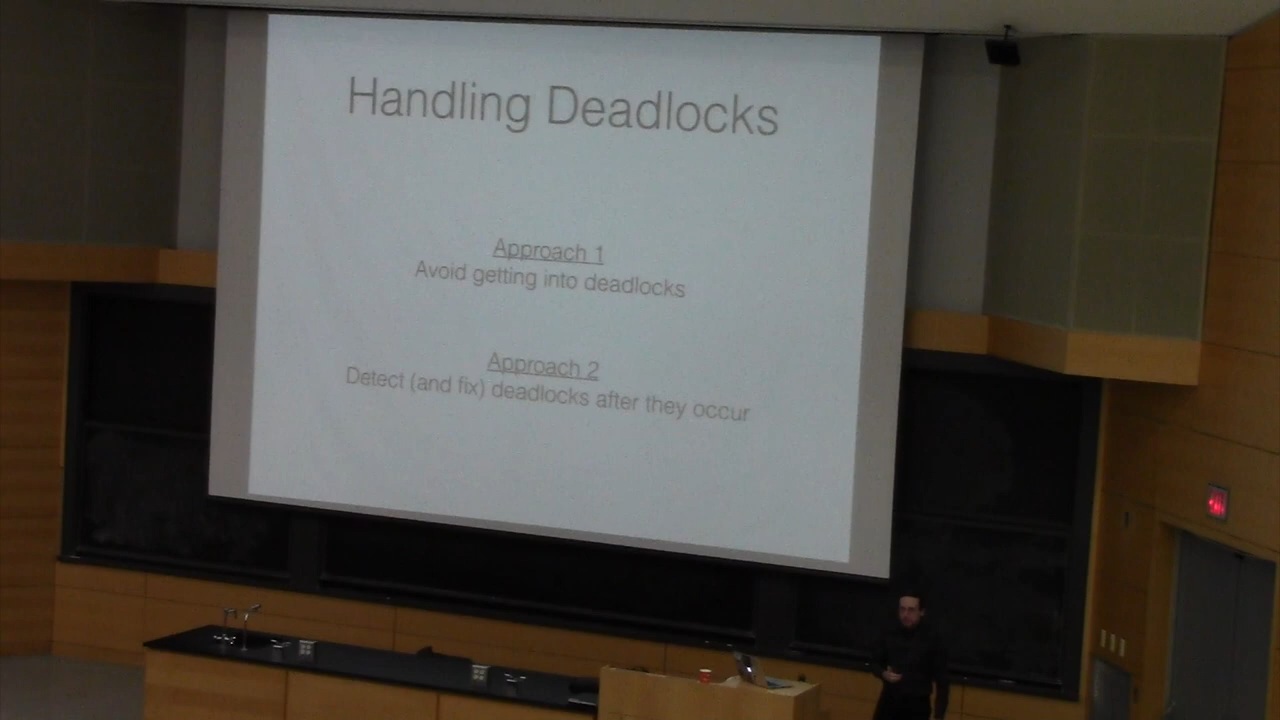 Handling Deadlocks
Approach 1
Avoid getting into deadlocks
Approach 2
Detect (and fix) deadlocks after they occur